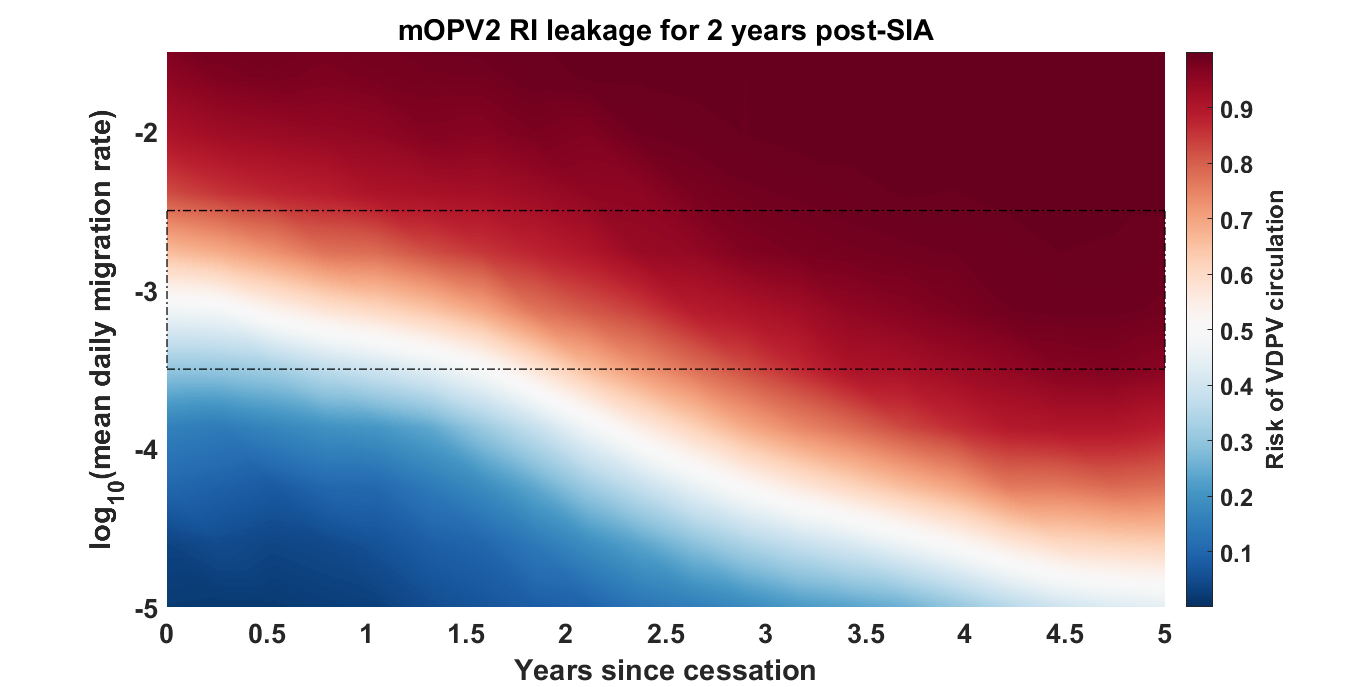 mOPV2 RI leakage for 2 years post-SIA
log10(mean daily migration rate)
-2
-3
-4
-5
0 0.5 1 1.5 2 2.5 3 3.5 4 4.5 5
Years since cessation
0.9
0.8
0.7
0.6
0.5
0.4
0.3
0.2
0.1
Risk of VDPV circulation